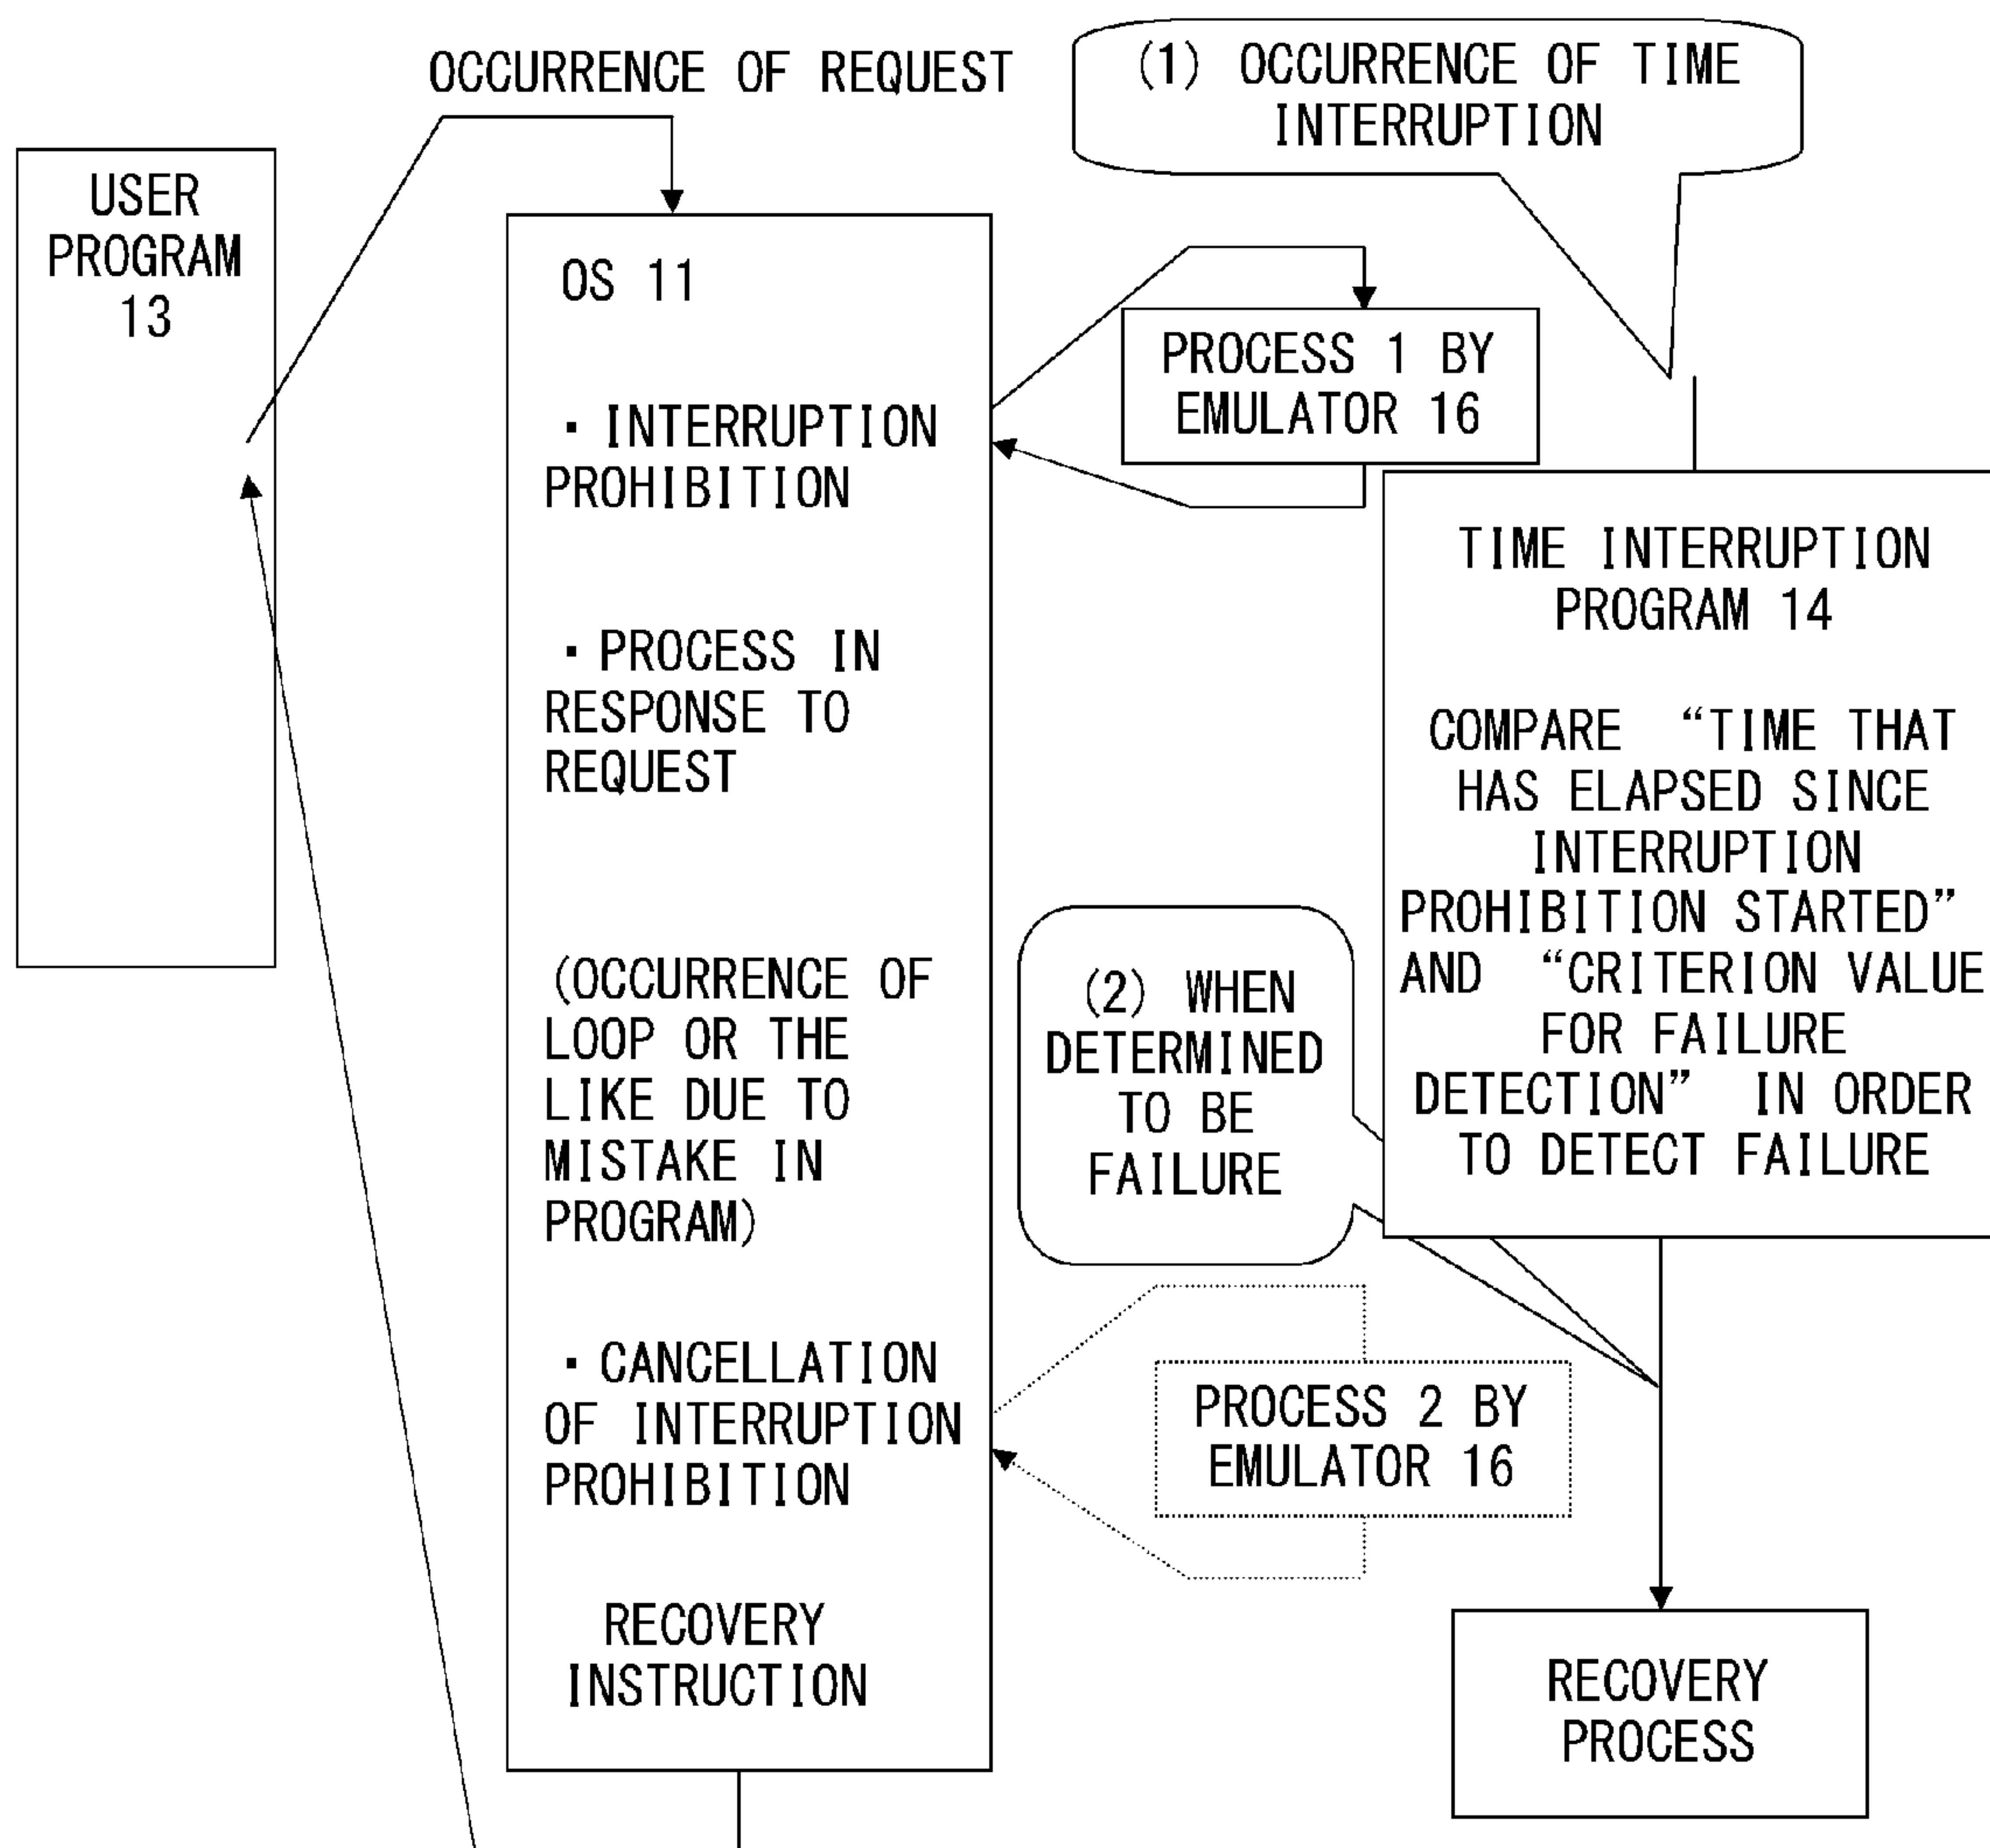 OCCURRENCE OF REQUEST
(1) OCCURRENCE OF TIME
INTERRUPTION
USER
PROGRAM
13
OS 11
▪ INTERRUPTION
PROHIBITION
▪ PROCESS IN
RESPONSE TO
REQUEST
(OCCURRENCE OF
LOOP OR THE
LIKE DUE TO
MISTAKE IN
PROGRAM)
▪ CANCELLATION
OF INTERRUPTION
PROHIBITION
RECOVERY
INSTRUCTION
PROCESS 1 BY
EMULATOR 16
TIME INTERRUPTION
PROGRAM 14
COMPARE “TIME THAT
HAS ELAPSED SINCE
INTERRUPTION
PROHIBITION STARTED”
AND “CRITERION VALUE
FOR FAILURE
DETECTION” IN ORDER
TO DETECT FAILURE
(2) WHEN
DETERMINED
TO BE
FAILURE
PROCESS 2 BY
EMULATOR 16
RECOVERY
PROCESS